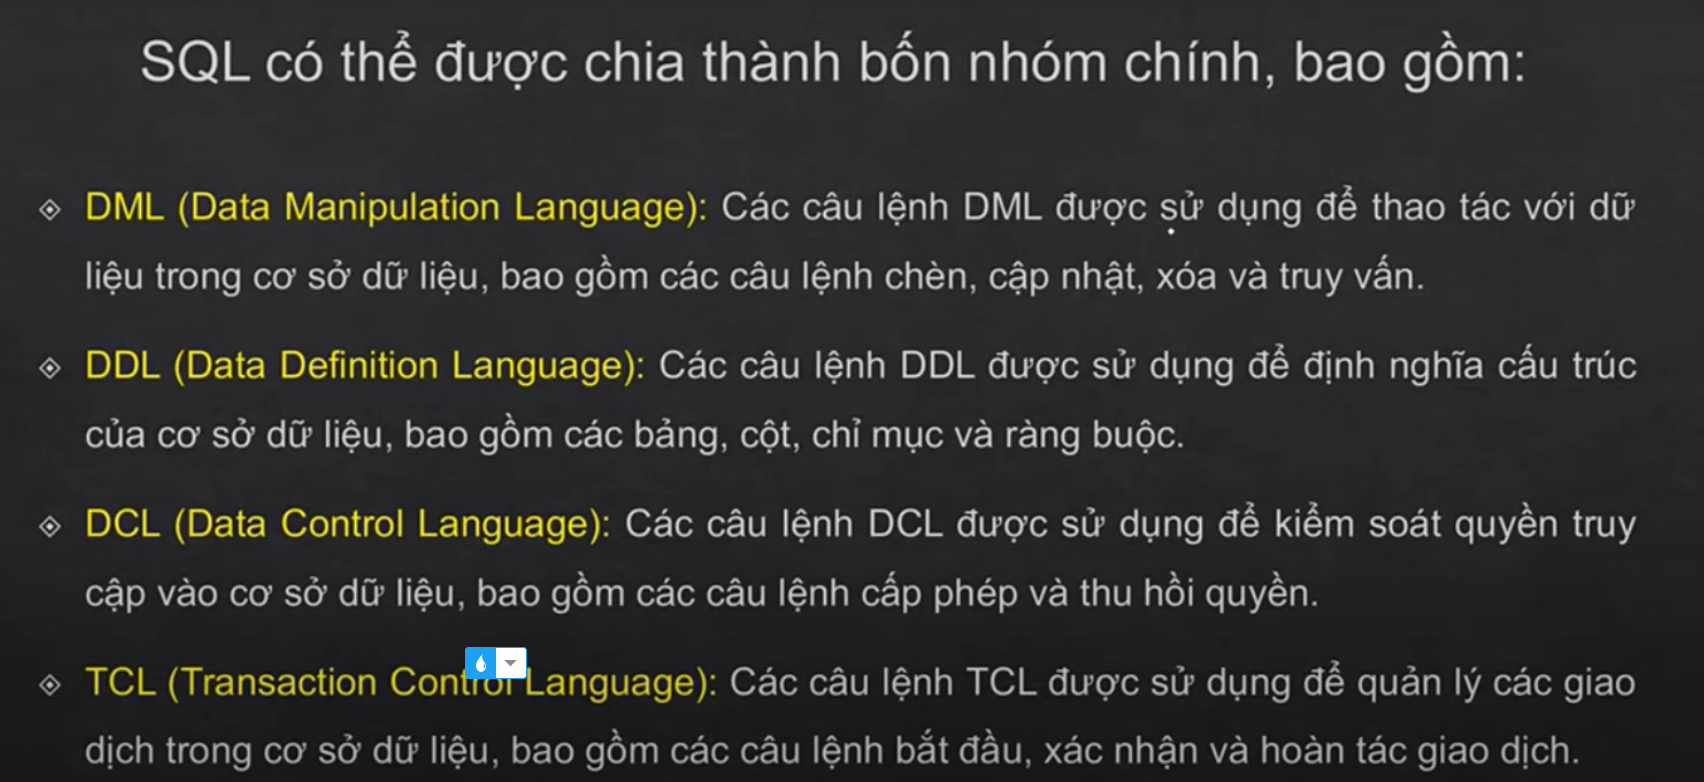 SQL có thể được chia thành bốn nhóm chính, bao gồm:
DML (Data Manipulation Language): Các câu lệnh DML được sử dụng để thao tác với dữ
liệu trong cơ sở dữ liệu, bao gồm các câu lệnh chèn, cập nhật, xóa và truy vấn.
DDL (Data Definition Language): Các câu lệnh DDL được sử dụng để định nghĩa cấu trúc
của cơ sở dữ liệu, bao gồm các bảng, cột, chỉ mục và ràng buộc.
DCL (Data Control Language): Các câu lệnh DCL được sử dụng để kiểm soát quyền truy
cập vào cơ sở dữ liệu, bao gồm các câu lệnh cấp phép và thu hồi quyền.
TCL (Transaction Control Language): Các câu lệnh TCL được sử dụng để quản lý các giao
dịch trong cơ sở dữ liệu, bao gồm các câu lệnh bắt đầu, xác nhận và hoàn tác giao dịch.